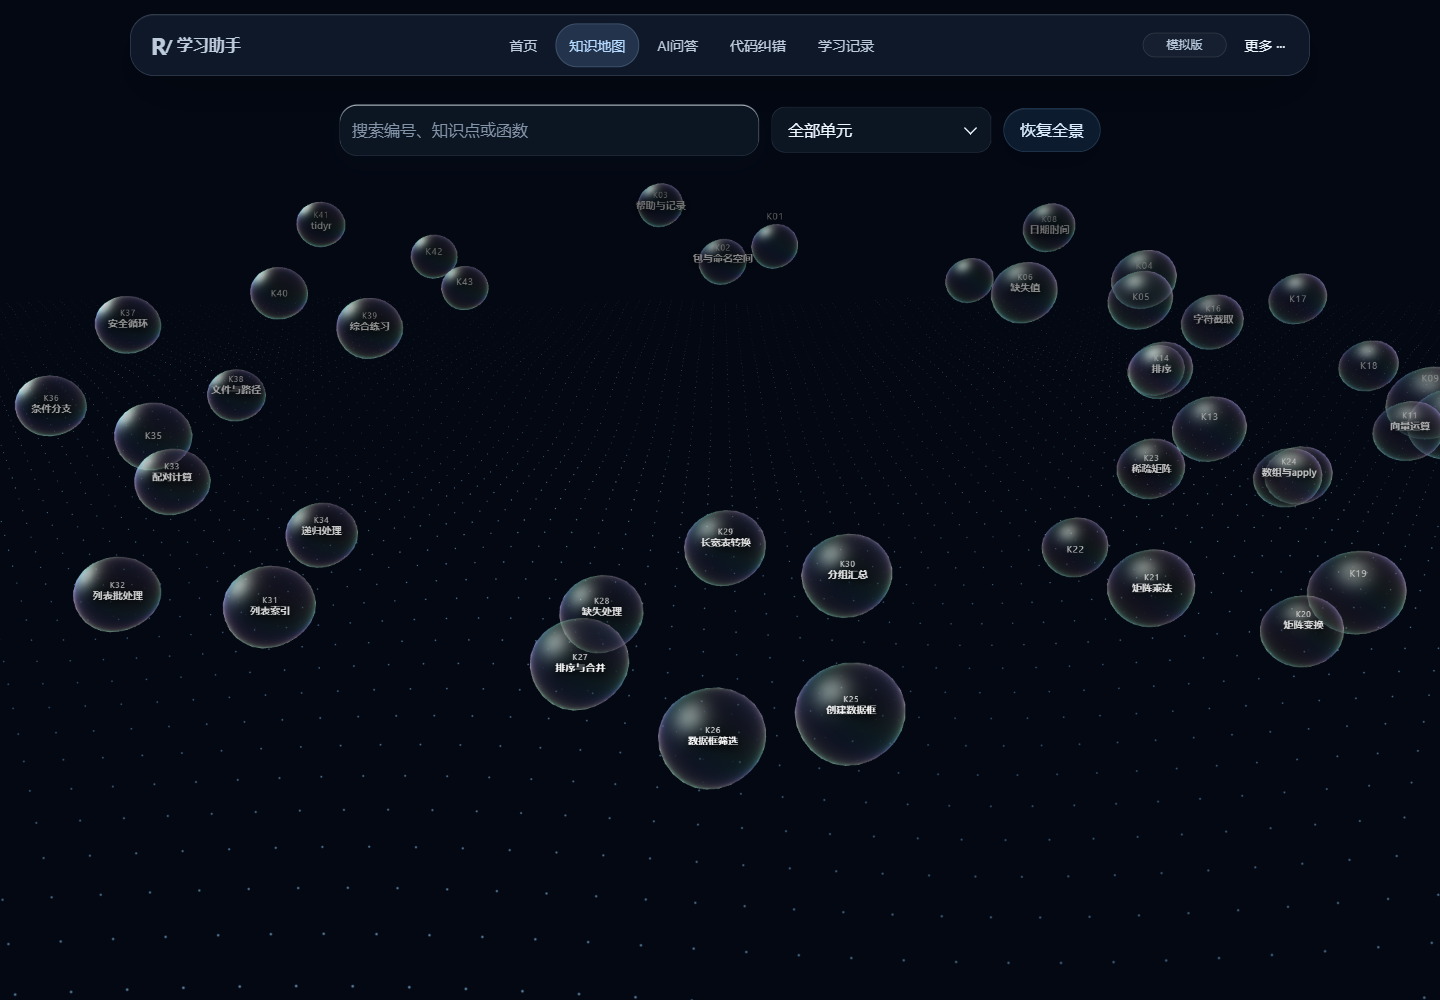 R/ 学习助手
首页
知识地图
AI问答
代码纠错
学习记录
模拟版
更多 ···
搜索编号、知识点或函数
全部单元
恢复全景
K03
帮助与记录
K01
K02
包与命名空间
K41
tidyr
K42
K43
K40
K39
综合练习
K37
安全循环
K38
文件与路径
K36
条件分支
K35
K33
配对计算
K34
递归处理
K32
列表批处理
K31
列表索引
K08
日期时间
K06
缺失值
K04
K05
K16
字符截取
K17
K14
排序
K18
K09
K11
向量运算
K13
K23
稀疏矩阵
K24
数组与apply
K22
K21
矩阵乘法
K19
K20
矩阵变换
K29
长宽表转换
K30
分组汇总
K28
缺失处理
K27
排序与合并
K25
创建数据框
K26
数据框筛选